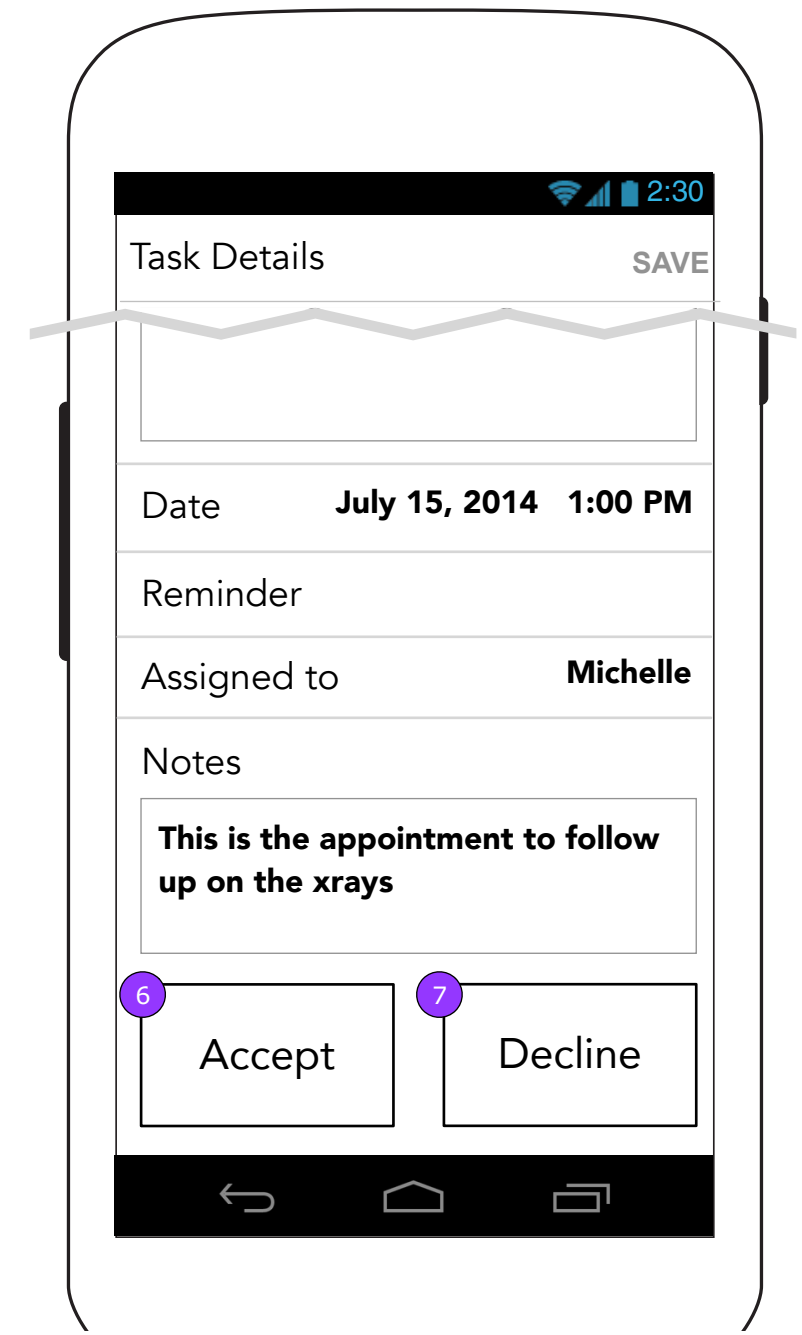 2:30
Task Details SAVE
Date July 15, 2014 1:00 PM
Reminder
Assigned to Michelle
Notes
This is the appointment to follow
up on the xrays
6 7
Accept Decline